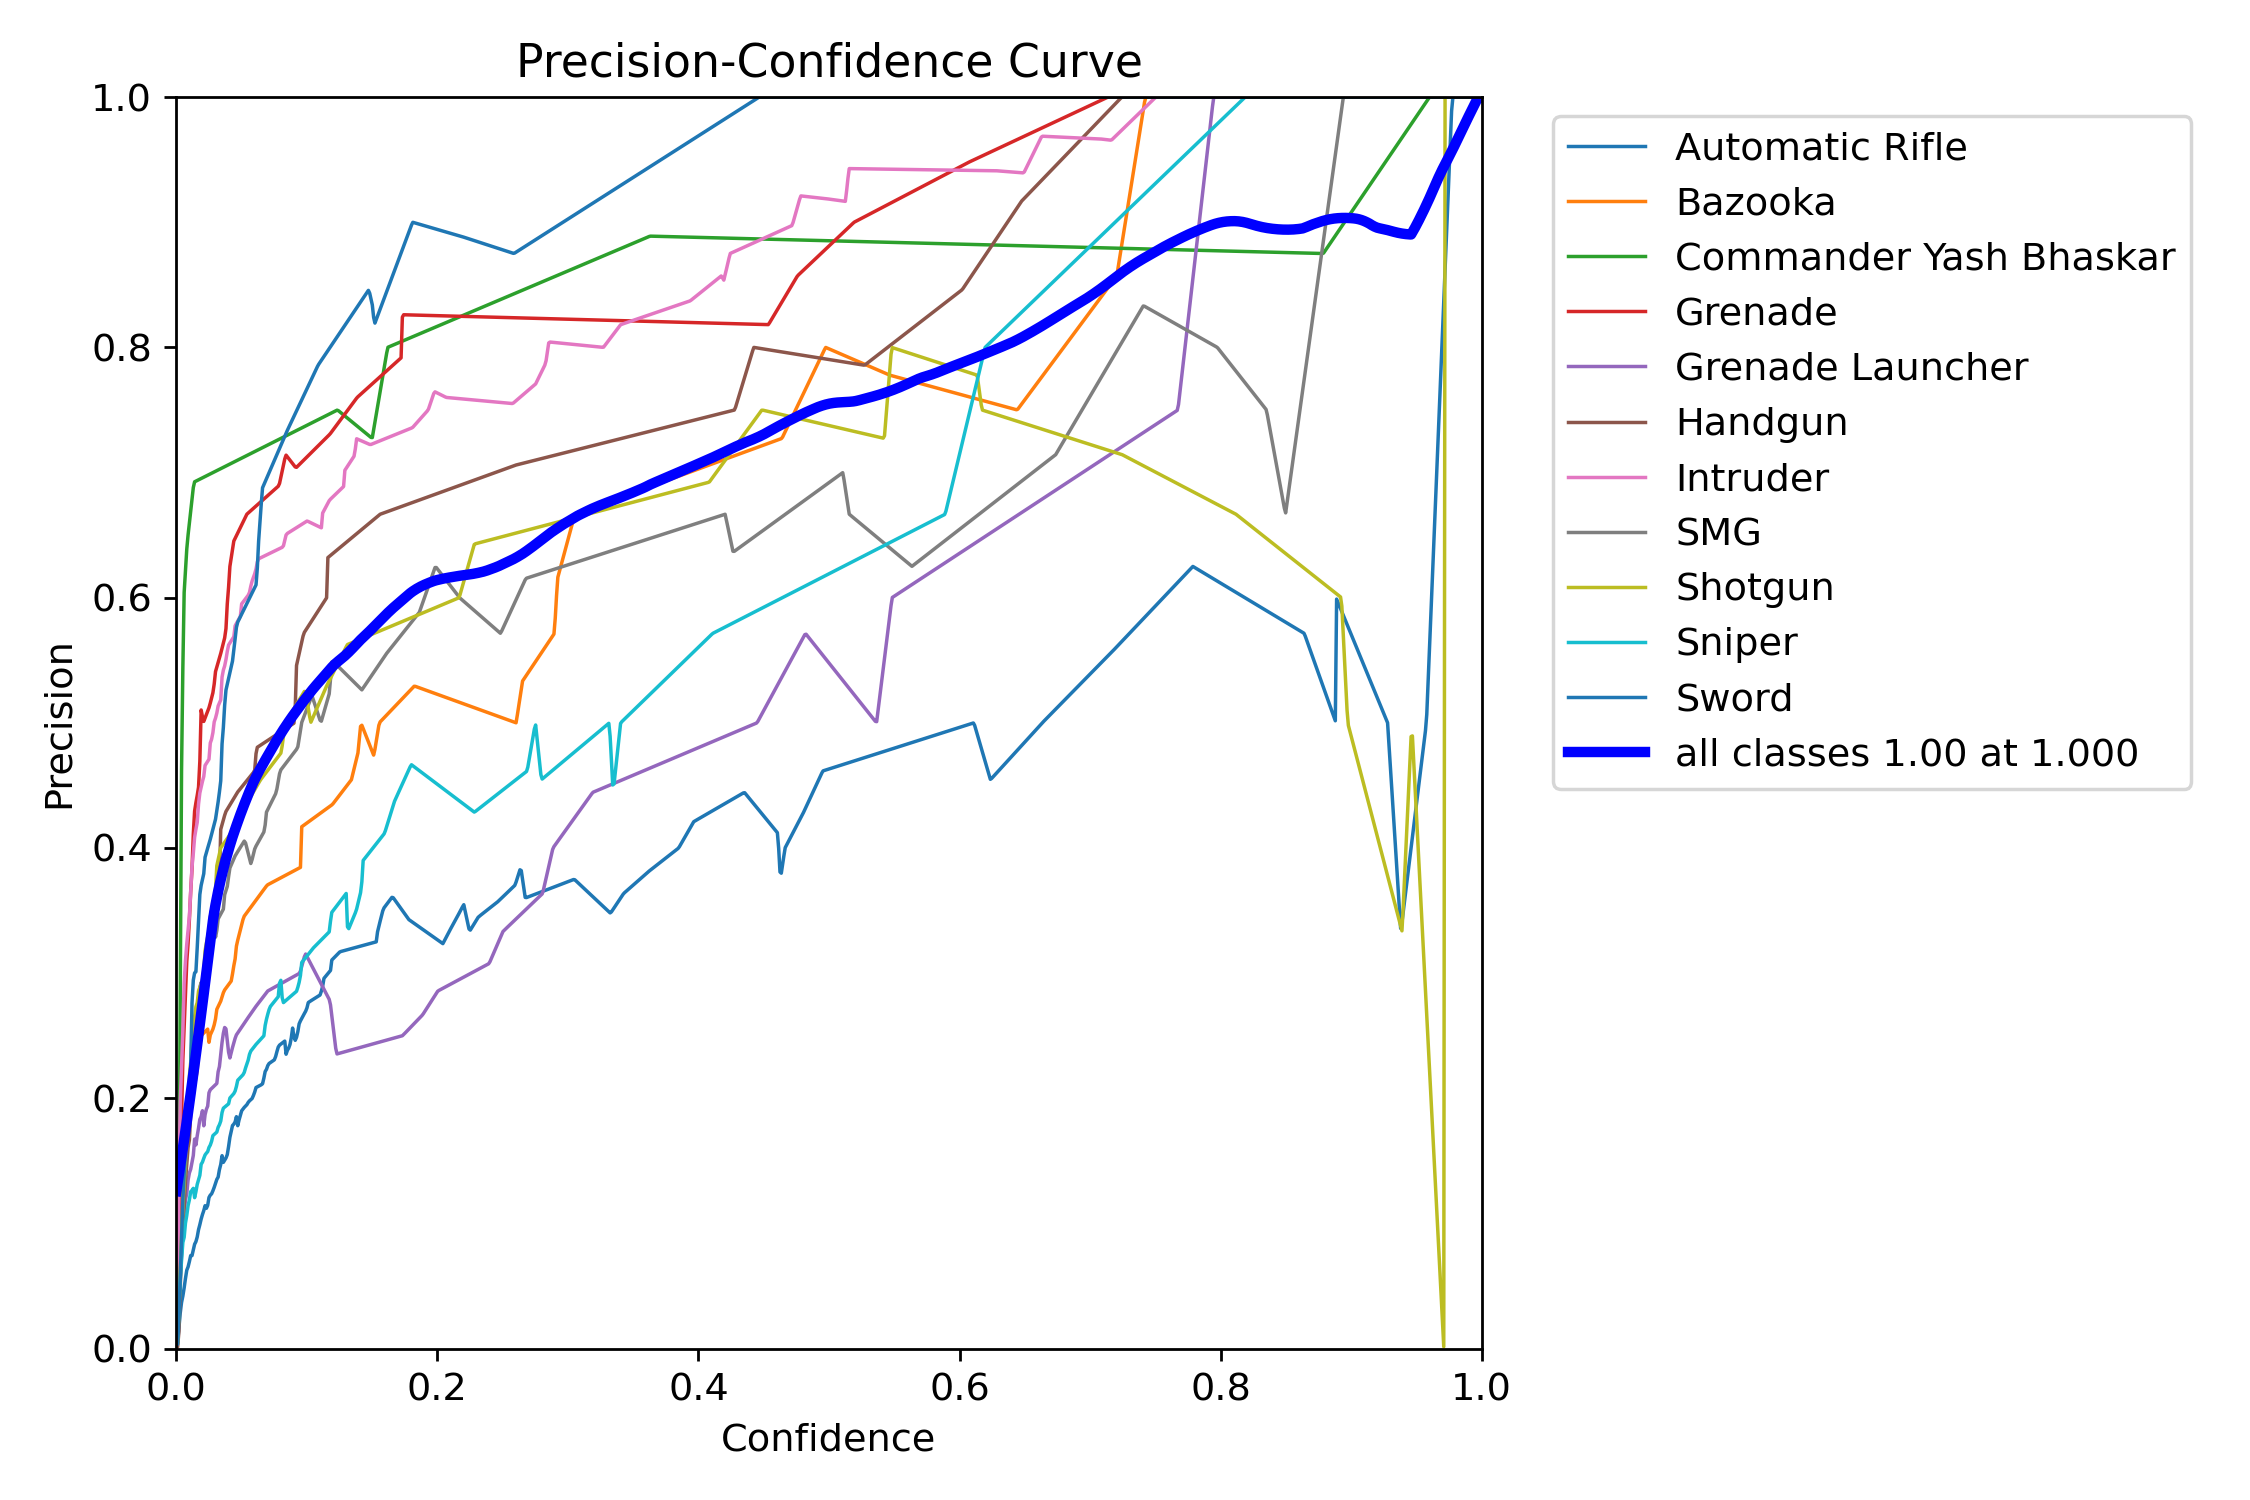 Precision-Confidence Curve
1.0
0.8
0.6
0.4
0.2
0.0
Precision
0.0 0.2 0.4 0.6 0.8 1.0
Confidence
Automatic Rifle
Bazooka
Commander Yash Bhaskar
Grenade
Grenade Launcher
Handgun
Intruder
SMG
Shotgun
Sniper
Sword
all classes 1.00 at 1.000